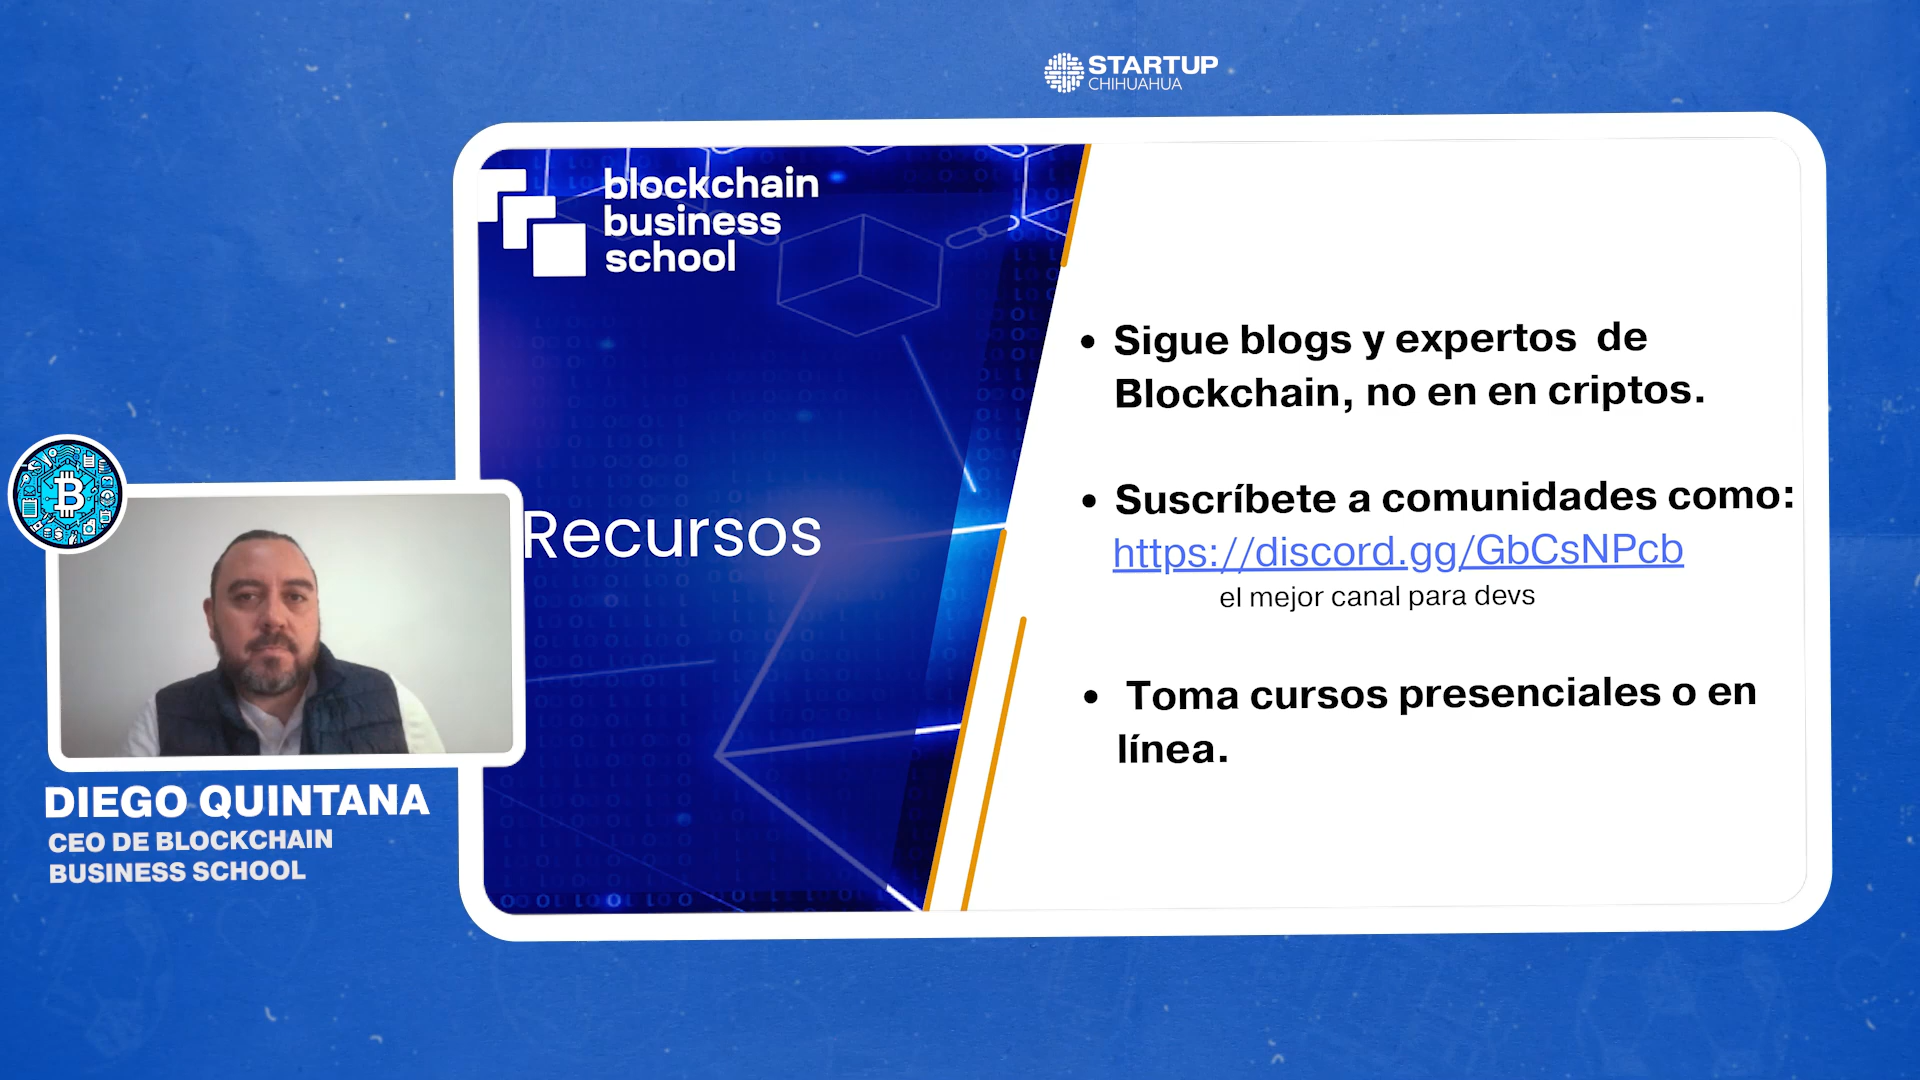 STARTUP
CHIHUAHUA
blockchain
business
school
Recursos
• Sigue blogs y expertos de
Blockchain, no en en criptos.
• Suscríbete a comunidades como:
https://discord.gg/GbCsNPcb
el mejor canal para devs
• Toma cursos presenciales o en
línea.
DIEGO QUINTANA
CEO DE BLOCKCHAIN
BUSINESS SCHOOL